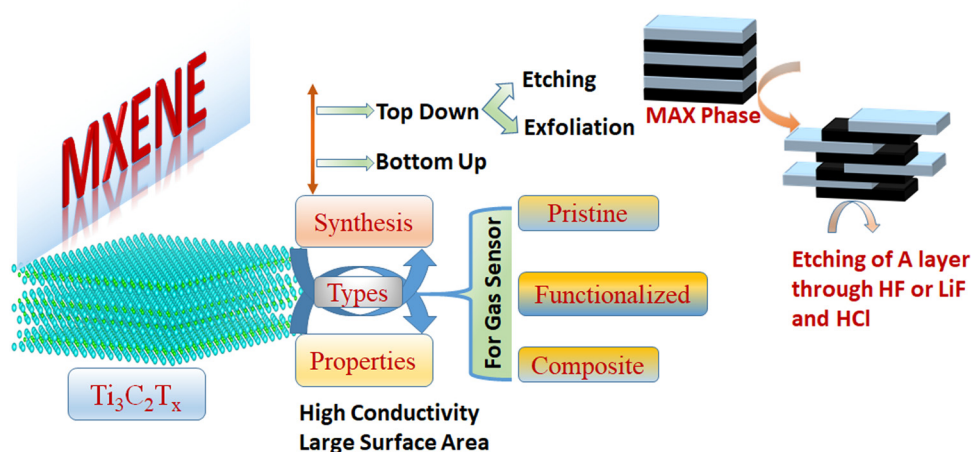 MXENE
Ti₃C₂Tₓ
Top Down
Etching
Exfoliation
Bottom Up
Synthesis
Types
Properties
High Conductivity
Large Surface Area
For Gas Sensor
Pristine
Functionalized
Composite
MAX Phase
Etching of A layer
through HF or LiF
and HCl